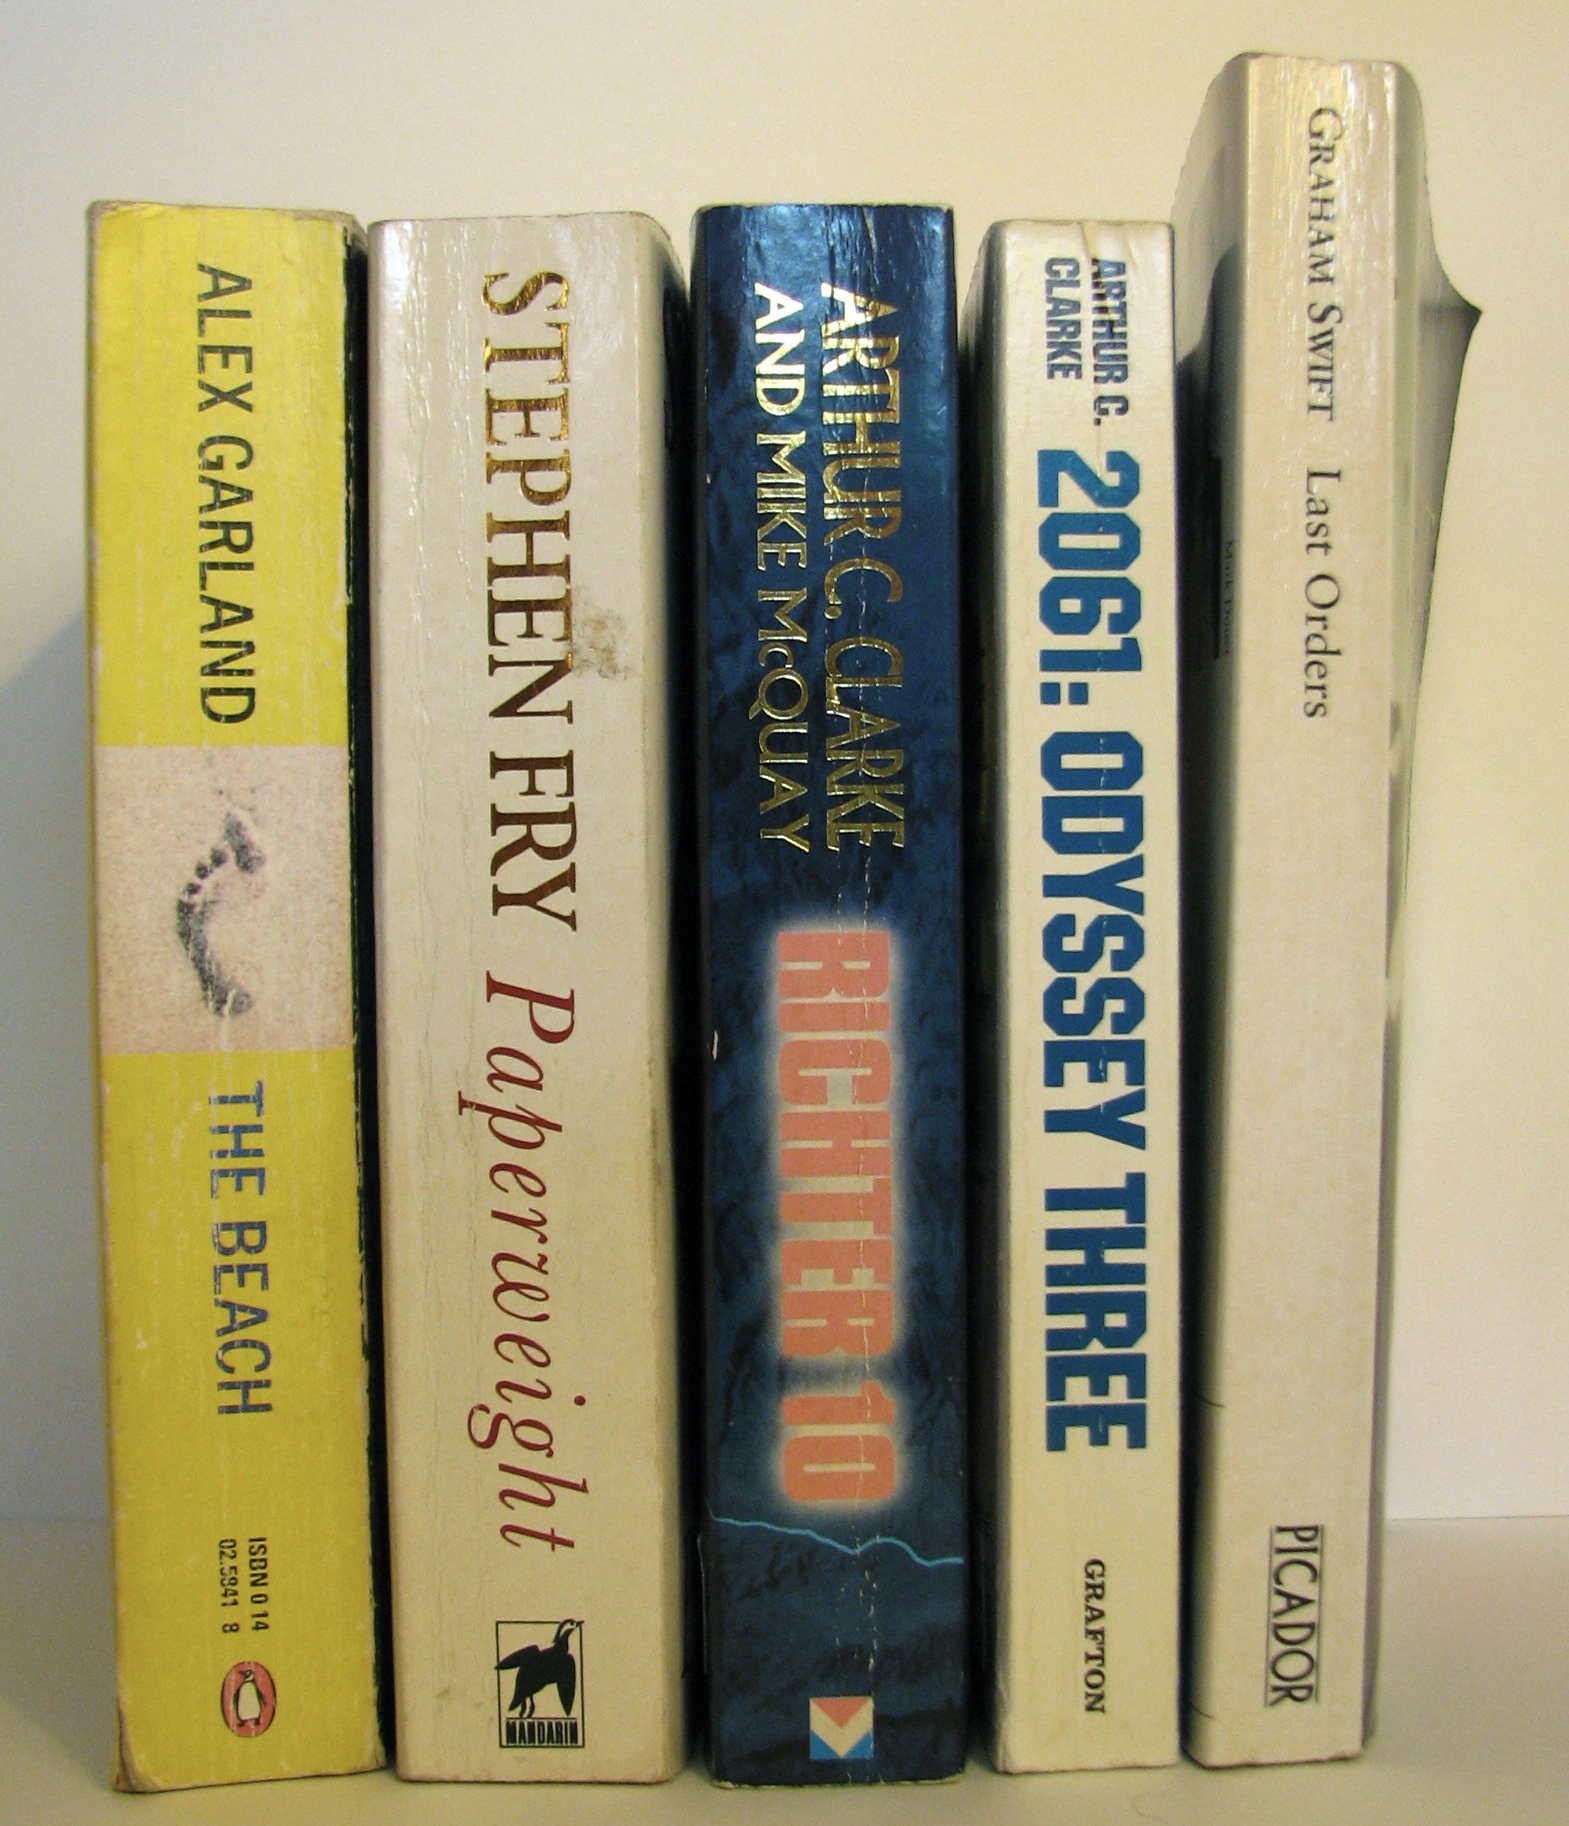 ALEX GARLAND
THE BEACH
ISBN 0 14
02.5841 8
STEPHEN FRY Paperweight
MANDARIN
ARTHUR C. CLARKE
AND MIKE McQUAY
RICHTER 10
ARTHUR C.
CLARKE
2061: ODYSSEY THREE
GRAFTON
GRAHAM SWIFT Last Orders
PICADOR